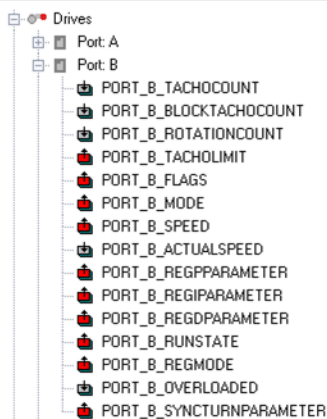 Drives
Port: A
Port: B
PORT_B_TACHOCOUNT
PORT_B_BLOCKTACHOCOUNT
PORT_B_ROTATIONCOUNT
PORT_B_TACHOLIMIT
PORT_B_FLAGS
PORT_B_MODE
PORT_B_SPEED
PORT_B_ACTUALSPEED
PORT_B_REGPPARAMETER
PORT_B_REGIPARAMETER
PORT_B_REGDPARAMETER
PORT_B_RUNSTATE
PORT_B_REGMODE
PORT_B_OVERLOADED
PORT_B_SYNCTURNPARAMETER